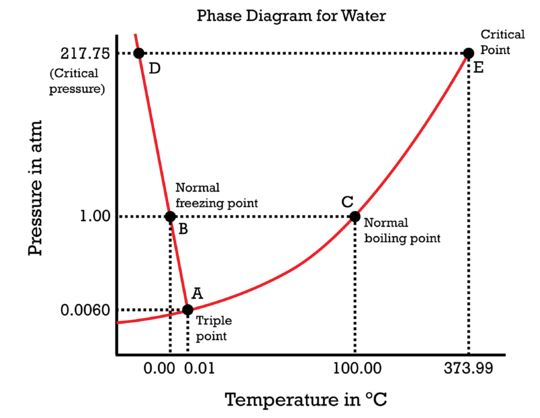 Phase Diagram for Water
Critical
Point
217.75
(Critical
pressure)
D
E
Pressure in atm
Normal
freezing point
1.00
B
C
Normal
boiling point
A
0.0060
Triple
point
0.00 0.01 100.00 373.99
Temperature in °C